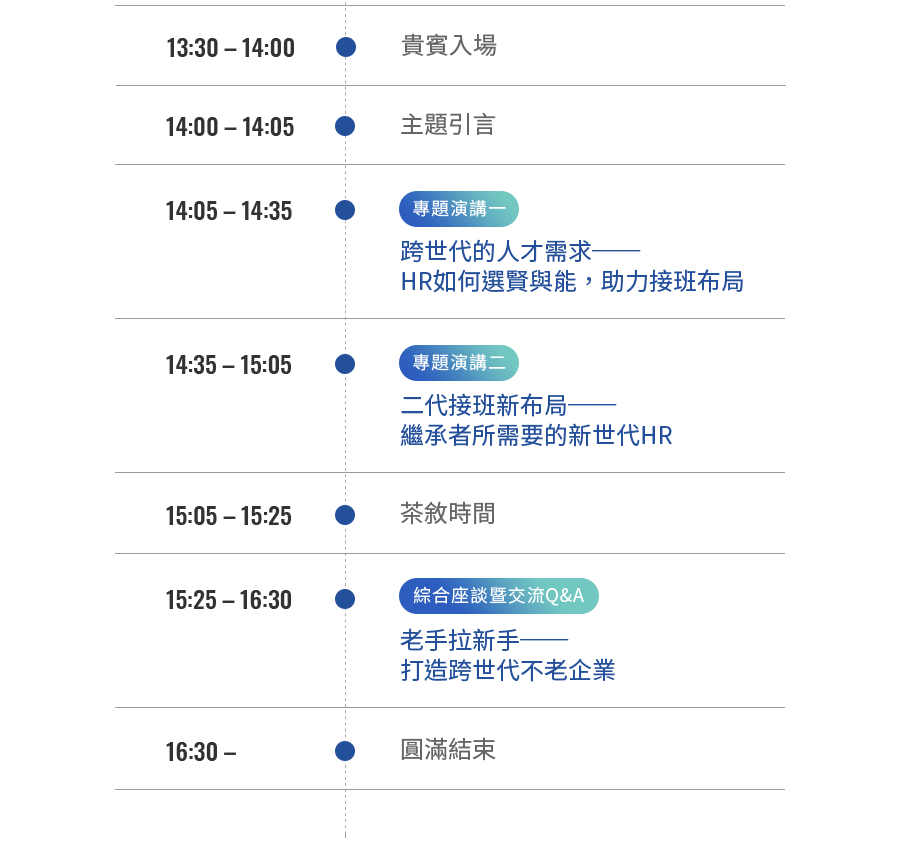 13:30 – 14:00
貴賓入場
14:00 – 14:05
主題引言
14:05 – 14:35
專題演講一
跨世代的人才需求——
HR如何選賢與能，助力接班布局
14:35 – 15:05
專題演講二
二代接班新布局——
繼承者所需要的新世代HR
15:05 – 15:25
茶敘時間
15:25 – 16:30
綜合座談暨交流Q&A
老手拉新手——
打造跨世代不老企業
16:30 –
圓滿結束